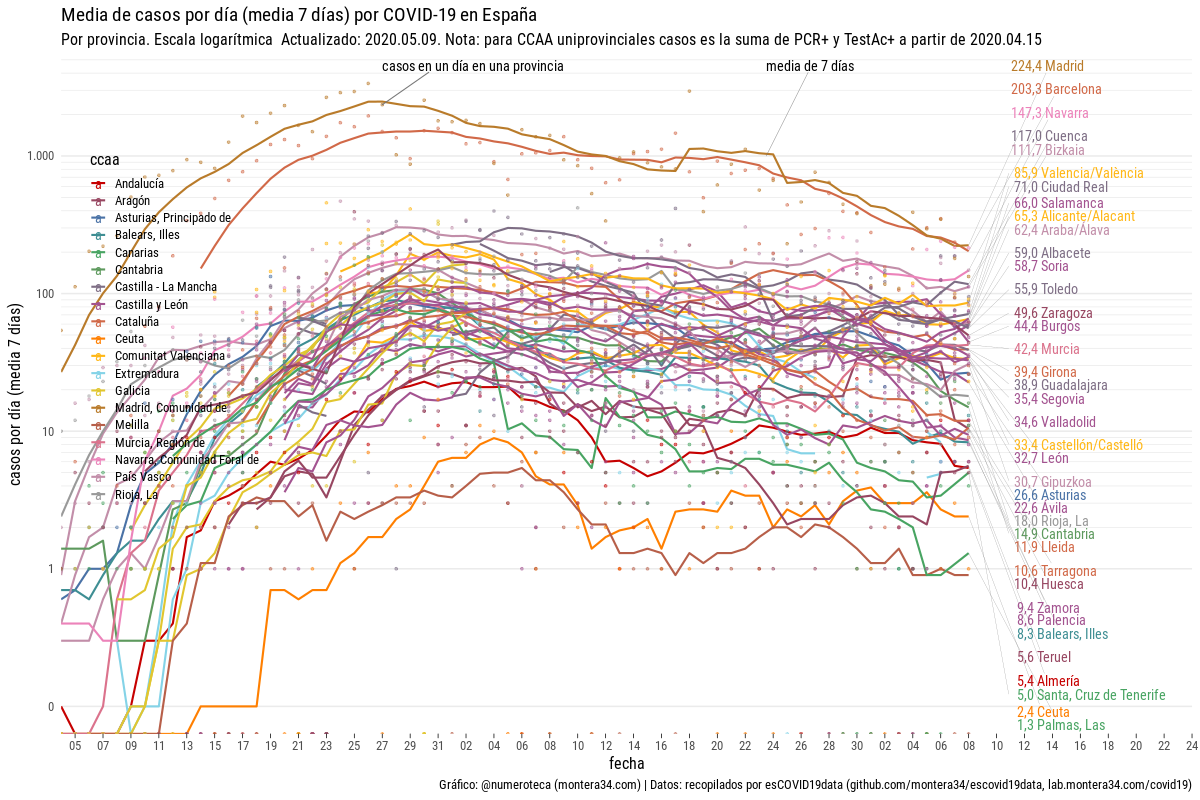 Media de casos por día (media 7 días) por COVID-19 en España
Por provincia. Escala logarítmica  Actualizado: 2020.05.09. Nota: para CCAA uniprovinciales casos es la suma de PCR+ y TestAc+ a partir de 2020.04.15
casos en un día en una provincia
media de 7 días
casos por día (media 7 días)
1.000
100
10
1
0
ccaa
Andalucía
Aragón
Asturias, Principado de
Balears, Illes
Canarias
Cantabria
Castilla - La Mancha
Castilla y León
Cataluña
Ceuta
Comunitat Valenciana
Extremadura
Galicia
Madrid, Comunidad de
Melilla
Murcia, Región de
Navarra, Comunidad Foral de
País Vasco
Rioja, La
224,4 Madrid
203,3 Barcelona
147,3 Navarra
117,0 Cuenca
111,7 Bizkaia
85,9 Valencia/València
71,0 Ciudad Real
66,0 Salamanca
65,3 Alicante/Alacant
62,4 Araba/Álava
59,0 Albacete
58,7 Soria
55,9 Toledo
49,6 Zaragoza
44,4 Burgos
42,4 Murcia
39,4 Girona
38,9 Guadalajara
35,4 Segovia
34,6 Valladolid
33,4 Castellón/Castelló
32,7 León
30,7 Gipuzkoa
26,6 Asturias
22,6 Ávila
18,0 Rioja, La
14,9 Cantabria
11,9 Lleida
10,6 Tarragona
10,4 Huesca
9,4 Zamora
8,6 Palencia
8,3 Balears, Illes
5,6 Teruel
5,4 Almería
5,0 Santa, Cruz de Tenerife
2,4 Ceuta
1,3 Palmas, Las
05 07 09 11 13 15 17 19 21 23 25 27 29 31 02 04 06 08 10 12 14 16 18 20 22 24 26 28 30 02 04 06 08 10 12 14 16 18 20 22 24
fecha
Gráfico: @numeroteca (montera34.com) | Datos: recopilados por esCOVID19data (github.com/montera34/escovid19data, lab.montera34.com/covid19)